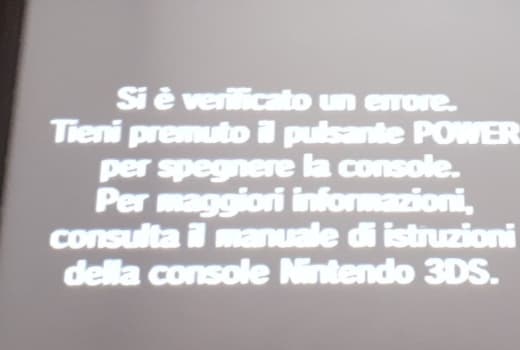 Si è verificato un errore.
Tieni premuto il pulsante POWER
per spegnere la console.
Per maggiori informazioni,
consulta il manuale di istruzioni
della console Nintendo 3DS.